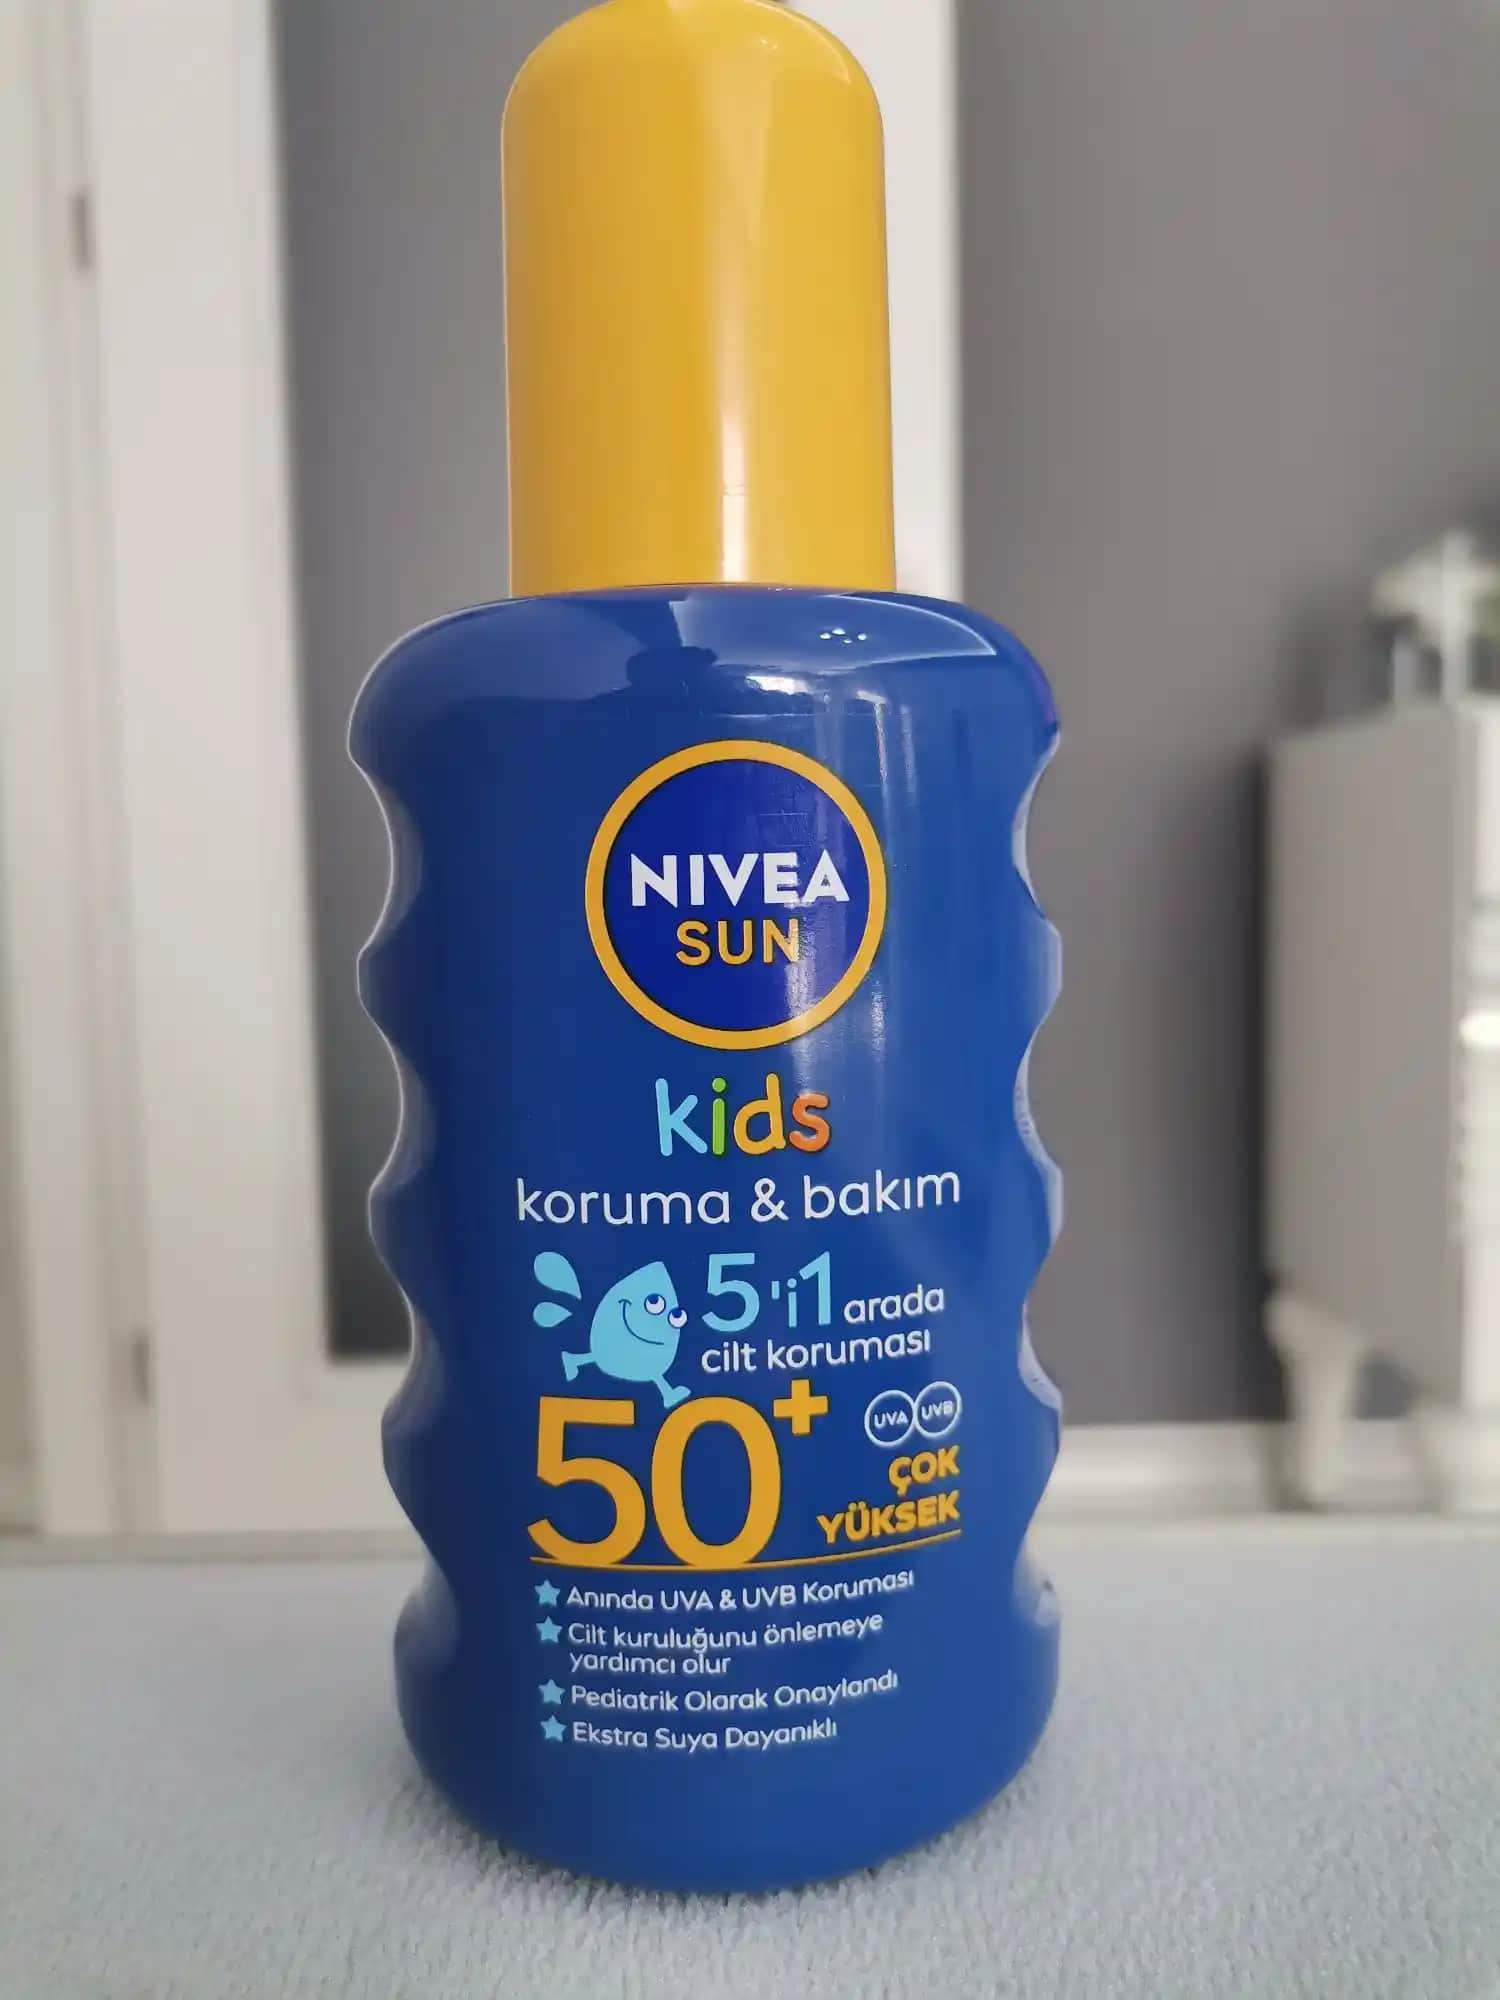 NIVEA
SUN
kids
koruma & bakım
5'i1 arada
cilt koruması
50+
UVA UVB
ÇOK
YÜKSEK
Anında UVA & UVB Koruması
Cilt kuruluğunu önlemeye
yardımcı olur
Pediatrik Olarak Onaylandı
Ekstra Suya Dayanıklı